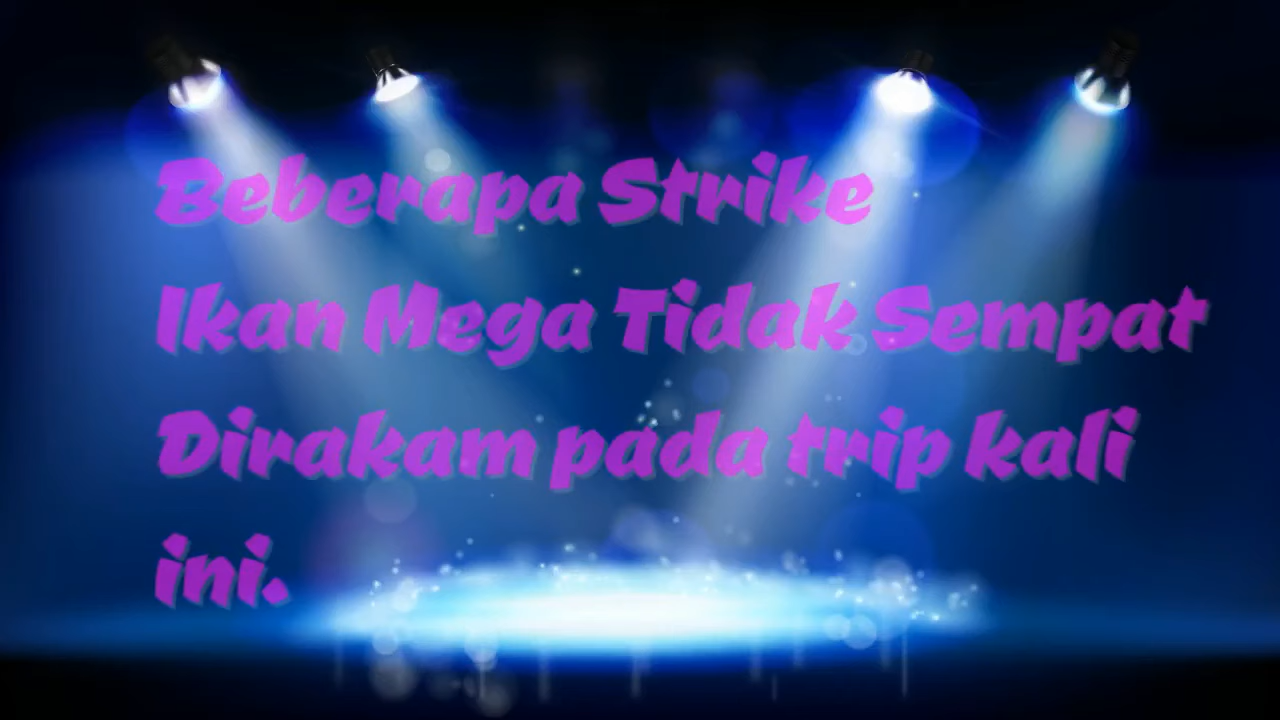 Beberapa Strike
Ikan Mega Tidak Sempat
Dirakam pada trip kali
ini.